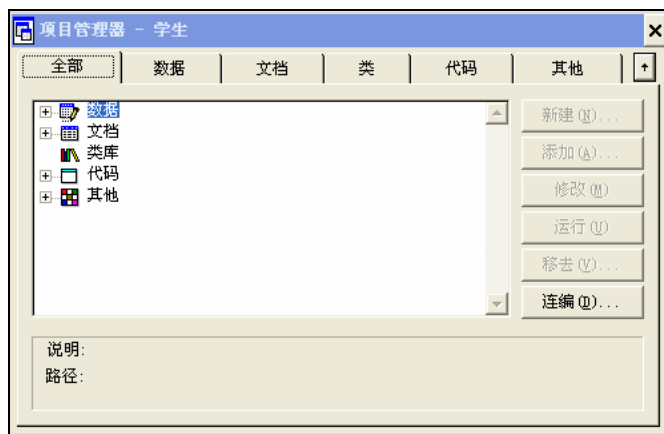 项目管理器 - 学生
全部 数据 文档 类 代码 其他
数据
文档
类库
代码
其他
新建(N)...
添加(A)...
修改(M)
运行(U)
移去(V)...
连编(D)...
说明:
路径: